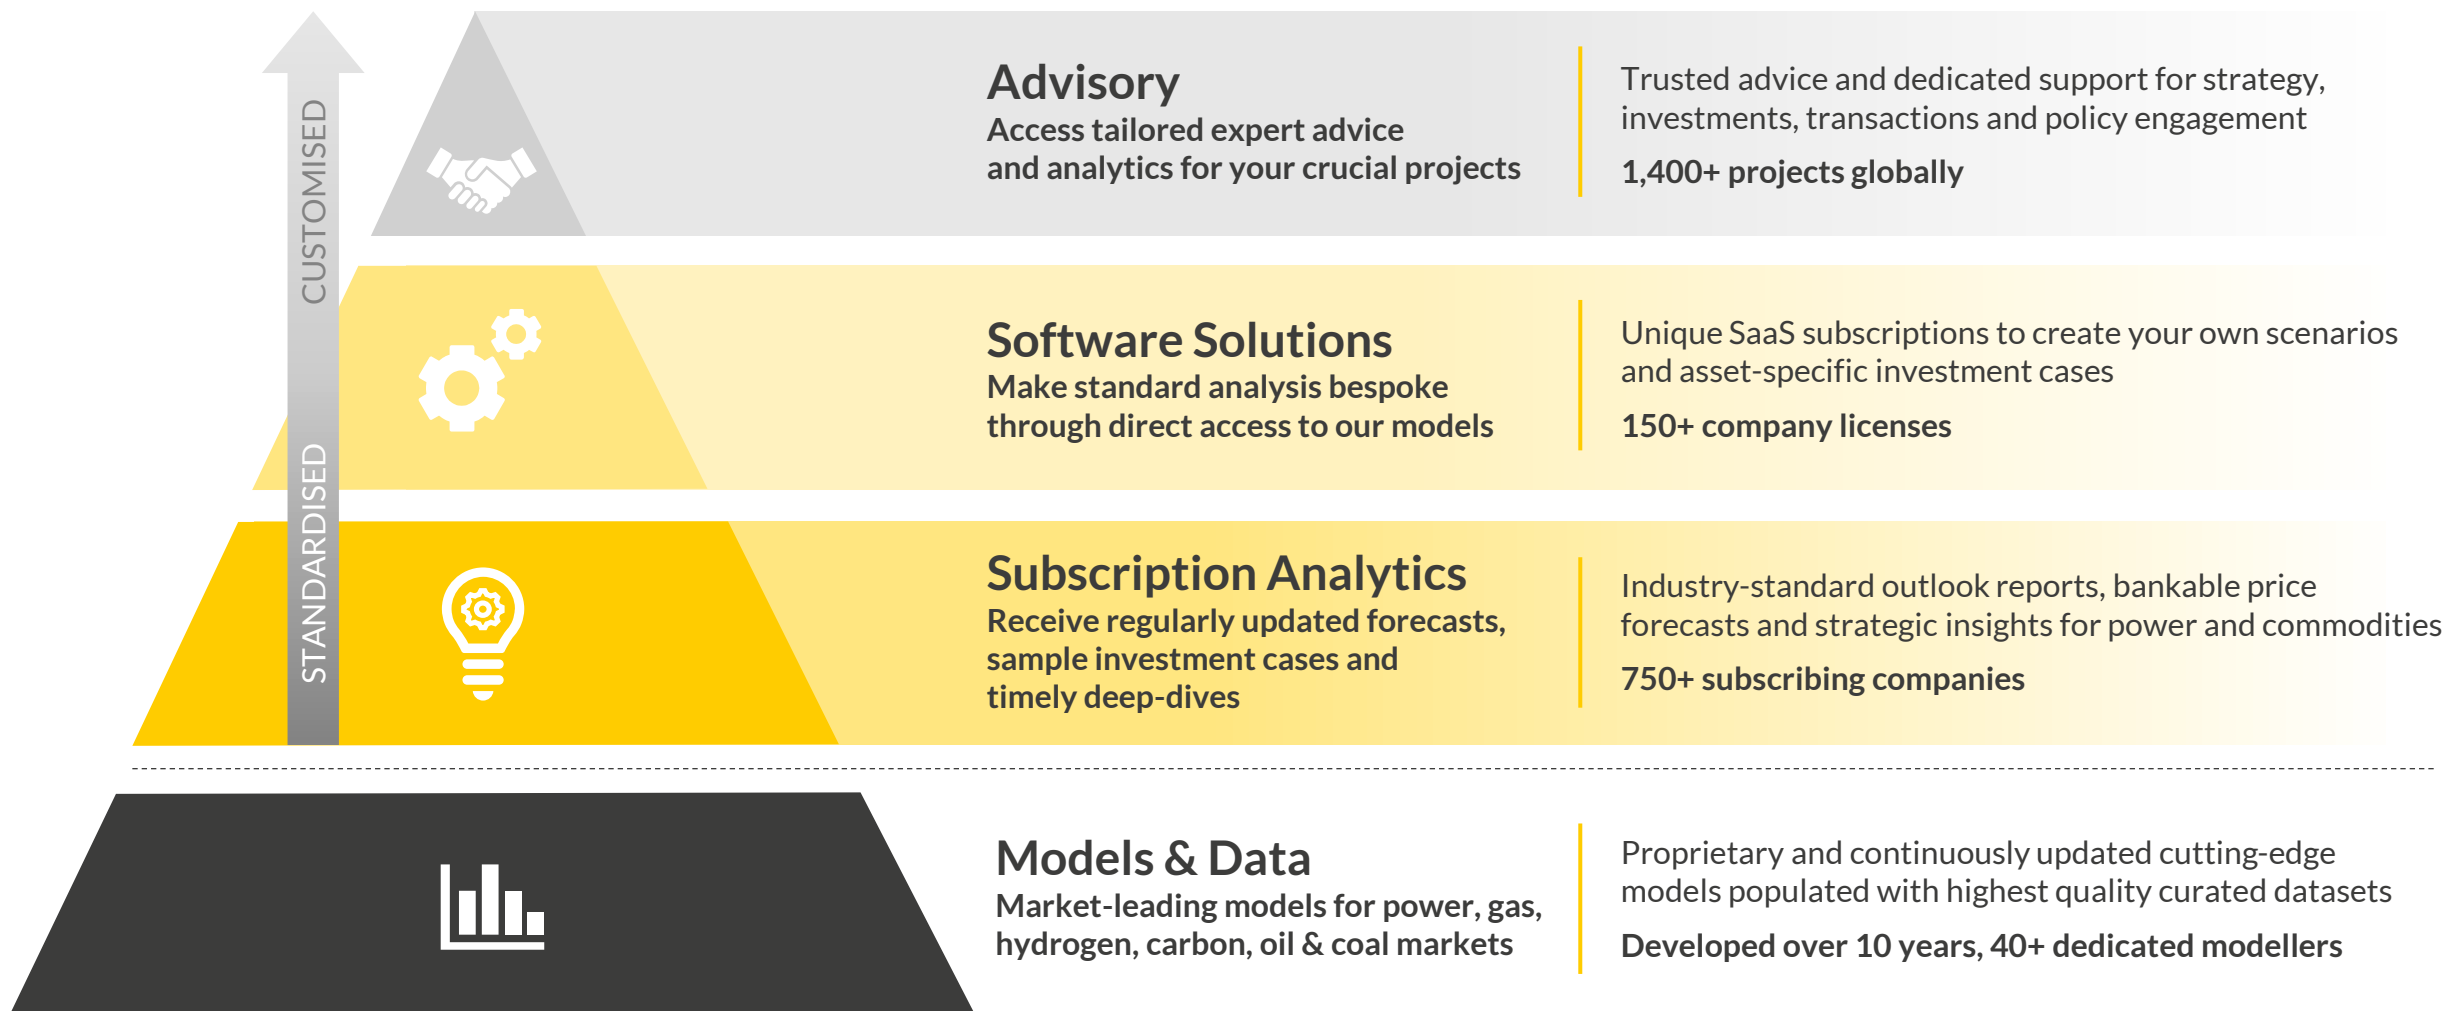 CUSTOMISED
STANDARDISED
Advisory
Access tailored expert advice
and analytics for your crucial projects
Trusted advice and dedicated support for strategy,
investments, transactions and policy engagement
1,400+ projects globally
Software Solutions
Make standard analysis bespoke
through direct access to our models
Unique SaaS subscriptions to create your own scenarios
and asset-specific investment cases
150+ company licenses
Subscription Analytics
Receive regularly updated forecasts,
sample investment cases and
timely deep-dives
Industry-standard outlook reports, bankable price
forecasts and strategic insights for power and commodities
750+ subscribing companies
Models & Data
Market-leading models for power, gas,
hydrogen, carbon, oil & coal markets
Proprietary and continuously updated cutting-edge
models populated with highest quality curated datasets
Developed over 10 years, 40+ dedicated modellers